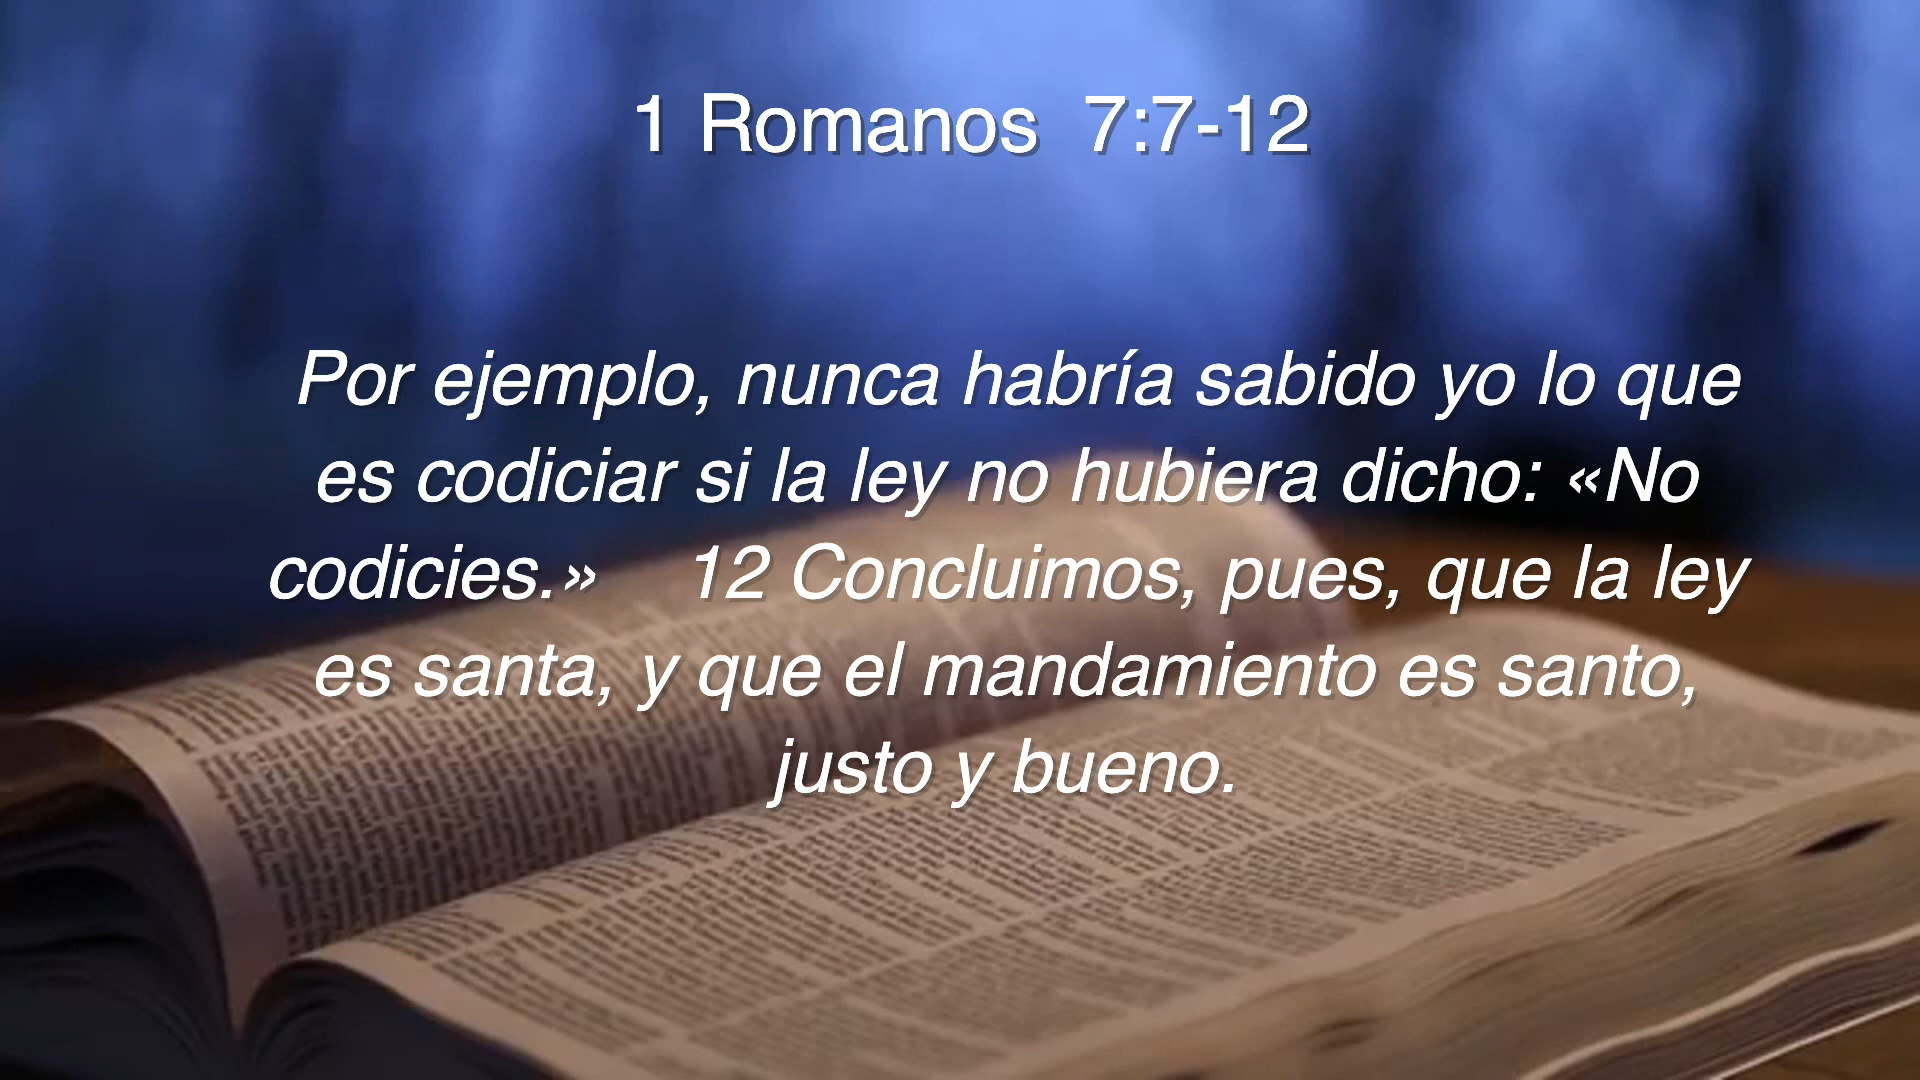 1 Romanos 7:7-12
Por ejemplo, nunca habría sabido yo lo que
es codiciar si la ley no hubiera dicho: «No
codicies.» 12 Concluimos, pues, que la ley
es santa, y que el mandamiento es santo,
justo y bueno.